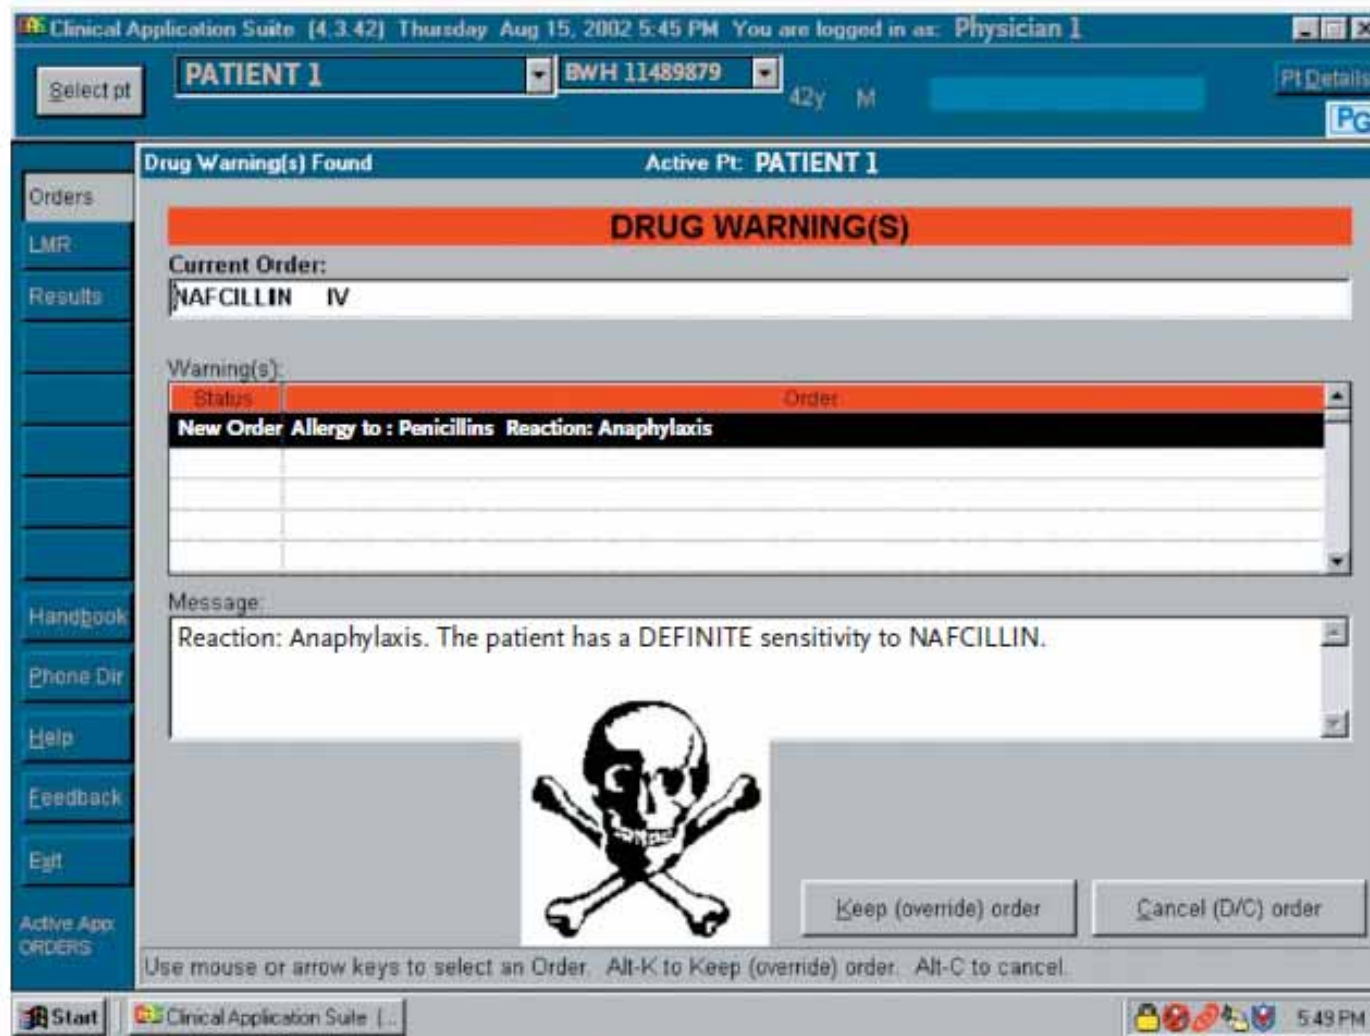 Clinical Application Suite (4.3.42) Thursday Aug 15, 2002 5:45 PM You are logged in as: Physician 1
Select pt
PATIENT 1
BWH 11489879
42y M
Pt Details
PG
Drug Warning(s) Found
Active Pt: PATIENT 1
Orders
LMR
Results
Handbook
Phone Dir
Help
Feedback
Exit
Active App:
ORDERS
DRUG WARNING(S)
Current Order:
NAFCILLIN IV
Warning(s):
Status Order
New Order Allergy to : Penicillins Reaction: Anaphylaxis
Message:
Reaction: Anaphylaxis. The patient has a DEFINITE sensitivity to NAFCILLIN.
Keep (override) order
Cancel (D/C) order
Use mouse or arrow keys to select an Order. Alt-K to Keep (override) order. Alt-C to cancel.
Start
Clinical Application Suite (...
5:49 PM